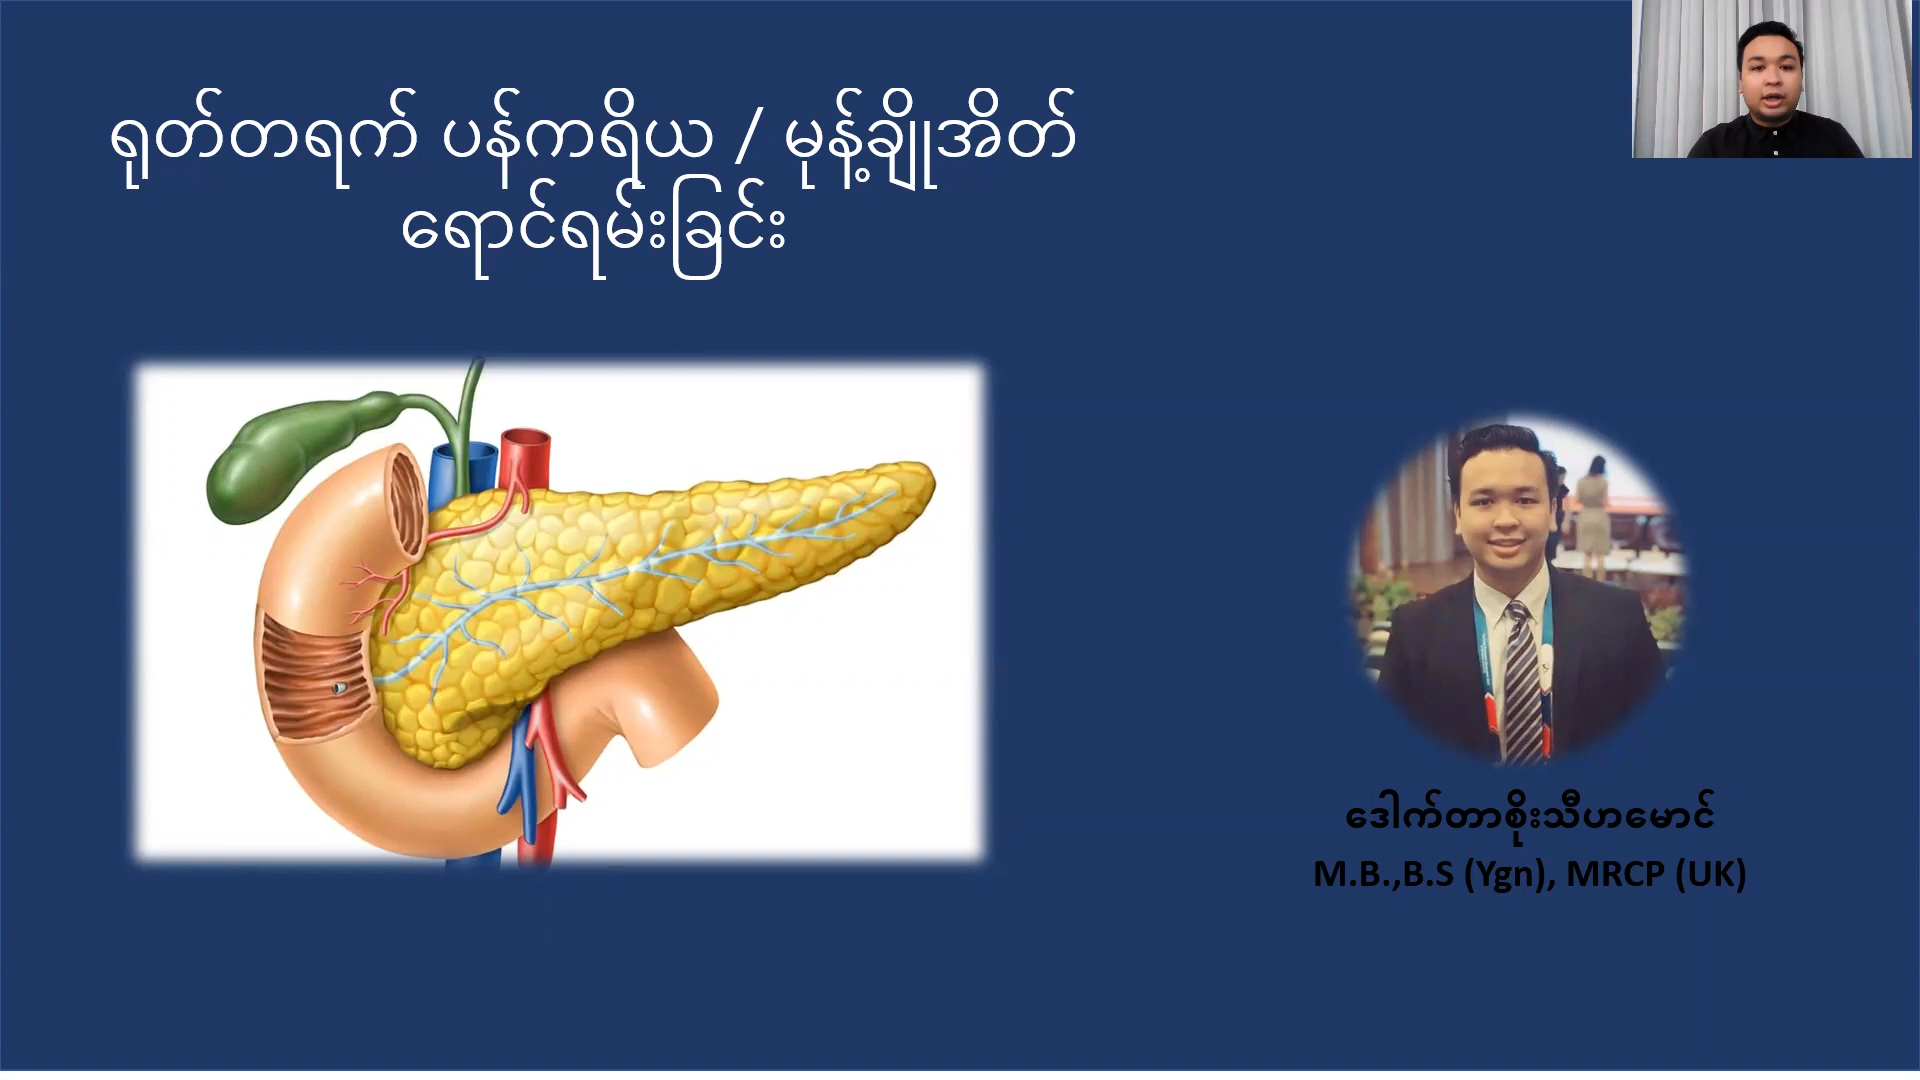 ရုတ်တရက် ပန်ကရိယ / မုန့်ချိုအိတ်
ရောင်ရမ်းခြင်း
ဒေါက်တာစိုးသီဟမောင်
M.B.,B.S (Ygn), MRCP (UK)